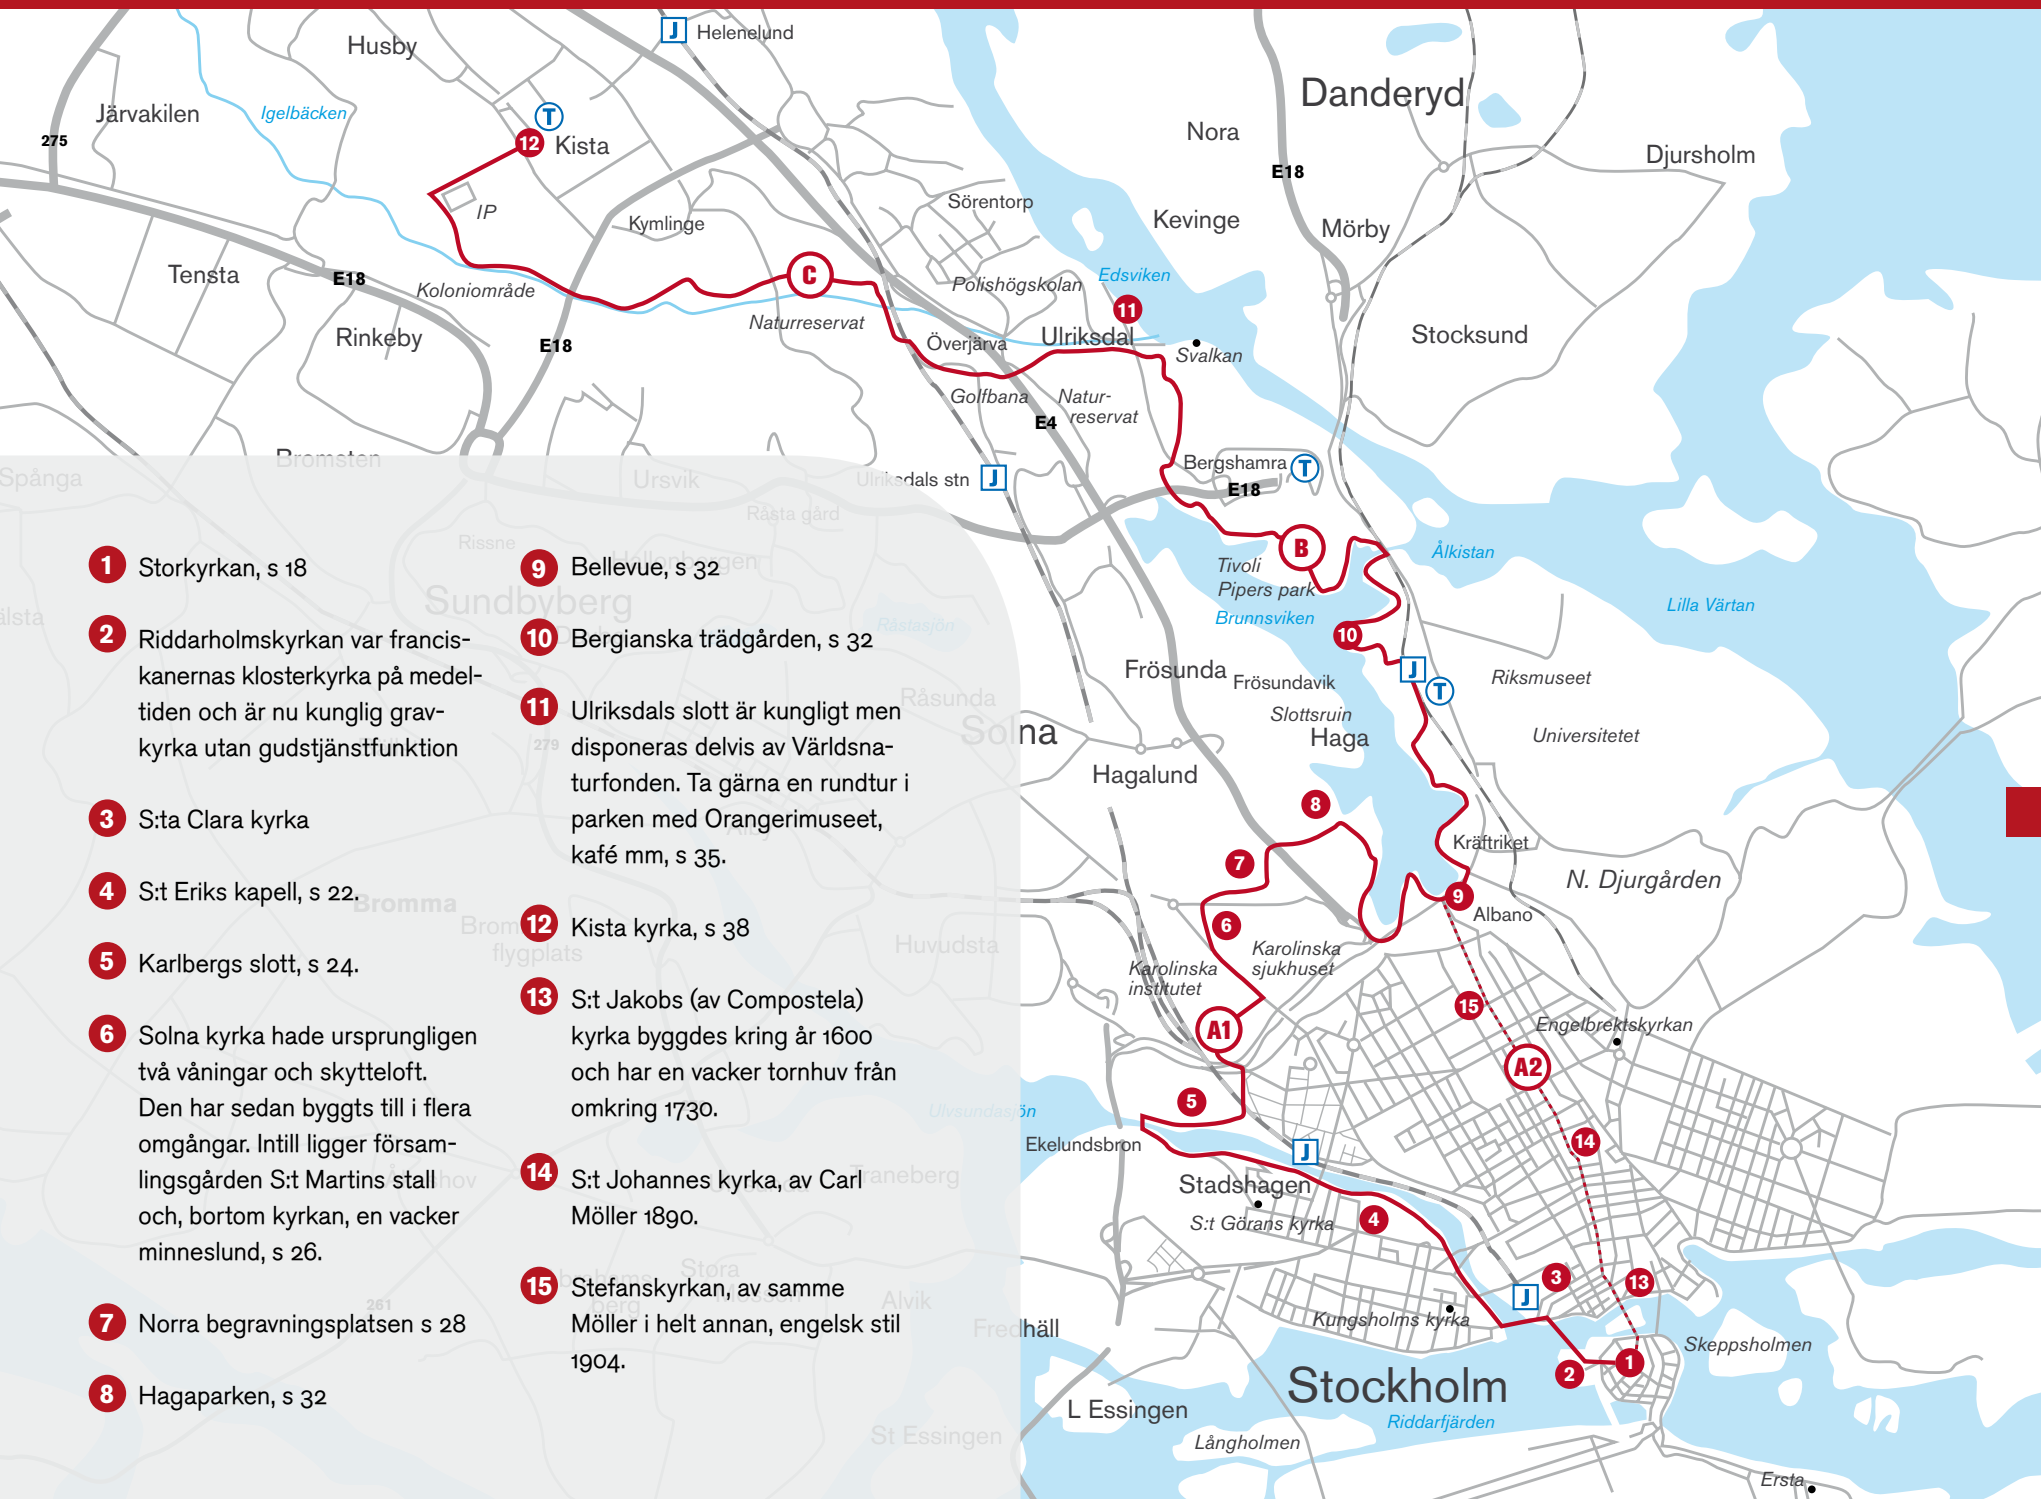 Husby
J Helenelund
Danderyd
Järvakilen
Igelbäcken
T
Nora
275
12 Kista
Djursholm
E18
IP
Sörentorp
Kymlinge
Kevinge
Mörby
Tensta
E18
C
Edsviken
Koloniområde
Polishögskolan
11
Naturreservat
Rinkeby
E18
Överjärva
Ulriksdal
Stocksund
Svalkan
Golfbana
Natur-
reservat
E4
Bromsten
Spånga
Ursvik
Ulriksdals stn J
Bergshamra T
E18
Råsta gård
Rissne
Hallonbergen
Sundbyberg
Råstasjön
B
Tivoli
Pipers park
Ålkistan
Brunnsviken
Lilla Värtan
10
Frösunda
Frösundavik
J
T
Riksmuseet
Råsunda
Slottsruin
Haga
Solna
Universitetet
279
Hagalund
8
Kräftriket
7
N. Djurgården
9
Albano
Bromma
6
Huvudsta
flygplats
Karolinska
sjukhuset
Karolinska
institutet
15
A1
Engelbrektskyrkan
A2
5
Ulvsundasjön
Ekelundsbron
J
14
Traneberg
Stadshagen
4
S:t Görans kyrka
Stora
3
13
J
261
Alvik
Fredhäll
Kungsholms kyrka
Skeppsholmen
1
2
Stockholm
L Essingen
Riddarfjärden
St Essingen
Långholmen
Ersta
1 Storkyrkan, s 18
2 Riddarholmskyrkan var francis-
kanernas klosterkyrka på medel-
tiden och är nu kunglig grav-
kyrka utan gudstjänstfunktion
3 S:ta Clara kyrka
4 S:t Eriks kapell, s 22.
5 Karlbergs slott, s 24.
6 Solna kyrka hade ursprungligen
två våningar och skytteloft.
Den har sedan byggts till i flera
omgångar. Intill ligger försam-
lingsgården S:t Martins stall
och, bortom kyrkan, en vacker
minneslund, s 26.
7 Norra begravningsplatsen s 28
8 Hagaparken, s 32
9 Bellevue, s 32
10 Bergianska trädgården, s 32
11 Ulriksdals slott är kungligt men
disponeras delvis av Världsna-
turfonden. Ta gärna en rundtur i
parken med Orangerimuseet,
kafé mm, s 35.
12 Kista kyrka, s 38
13 S:t Jakobs (av Compostela)
kyrka byggdes kring år 1600
och har en vacker tornhuv från
omkring 1730.
14 S:t Johannes kyrka, av Carl
Möller 1890.
15 Stefanskyrkan, av samme
Möller i helt annan, engelsk stil
1904.